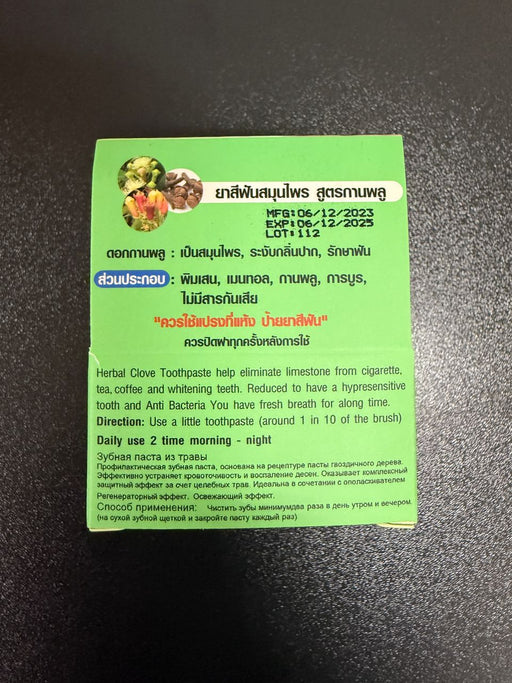 ยาสีฟันสมุนไพร สูตรกานพลู
MFG:06/12/2023
EXP:06/12/2025
LOT:112
ดอกกานพลู : เป็นสมุนไพร, ระงับกลิ่นปาก, รักษาฟัน
ส่วนประกอบ : พิมเสน, เมนทอล, กานพลู, การบูร,
ไม่มีสารกันเสีย
"ควรใช้แปรงที่แห้ง ป้ายยาสีฟัน"
ควรปิดฝาทุกครั้งหลังการใช้
Herbal Clove Toothpaste help eliminate limestone from cigarette,
tea, coffee and whitening teeth. Reduced to have a hypresensitive
tooth and Anti Bacteria You have fresh breath for along time.
Direction: Use a little toothpaste (around 1 in 10 of the brush)
Daily use 2 time morning - night
Зубная паста из травы
Профилактическая зубная паста, основана на рецептуре пасты гвоздичного дерева.
Эффективно устраняет кровоточивость и воспаление десен. Оказывает комплексный
защитный эффект за счет целебных трав. Идеальна в сочетании с ополаскивателем
Регенераторный эффект. Освежающий эффект.
Способ применения: Чистить зубы минимумдва раза в день утром и вечером.
(на сухой зубной щеткой и закройте пасту каждый раз)